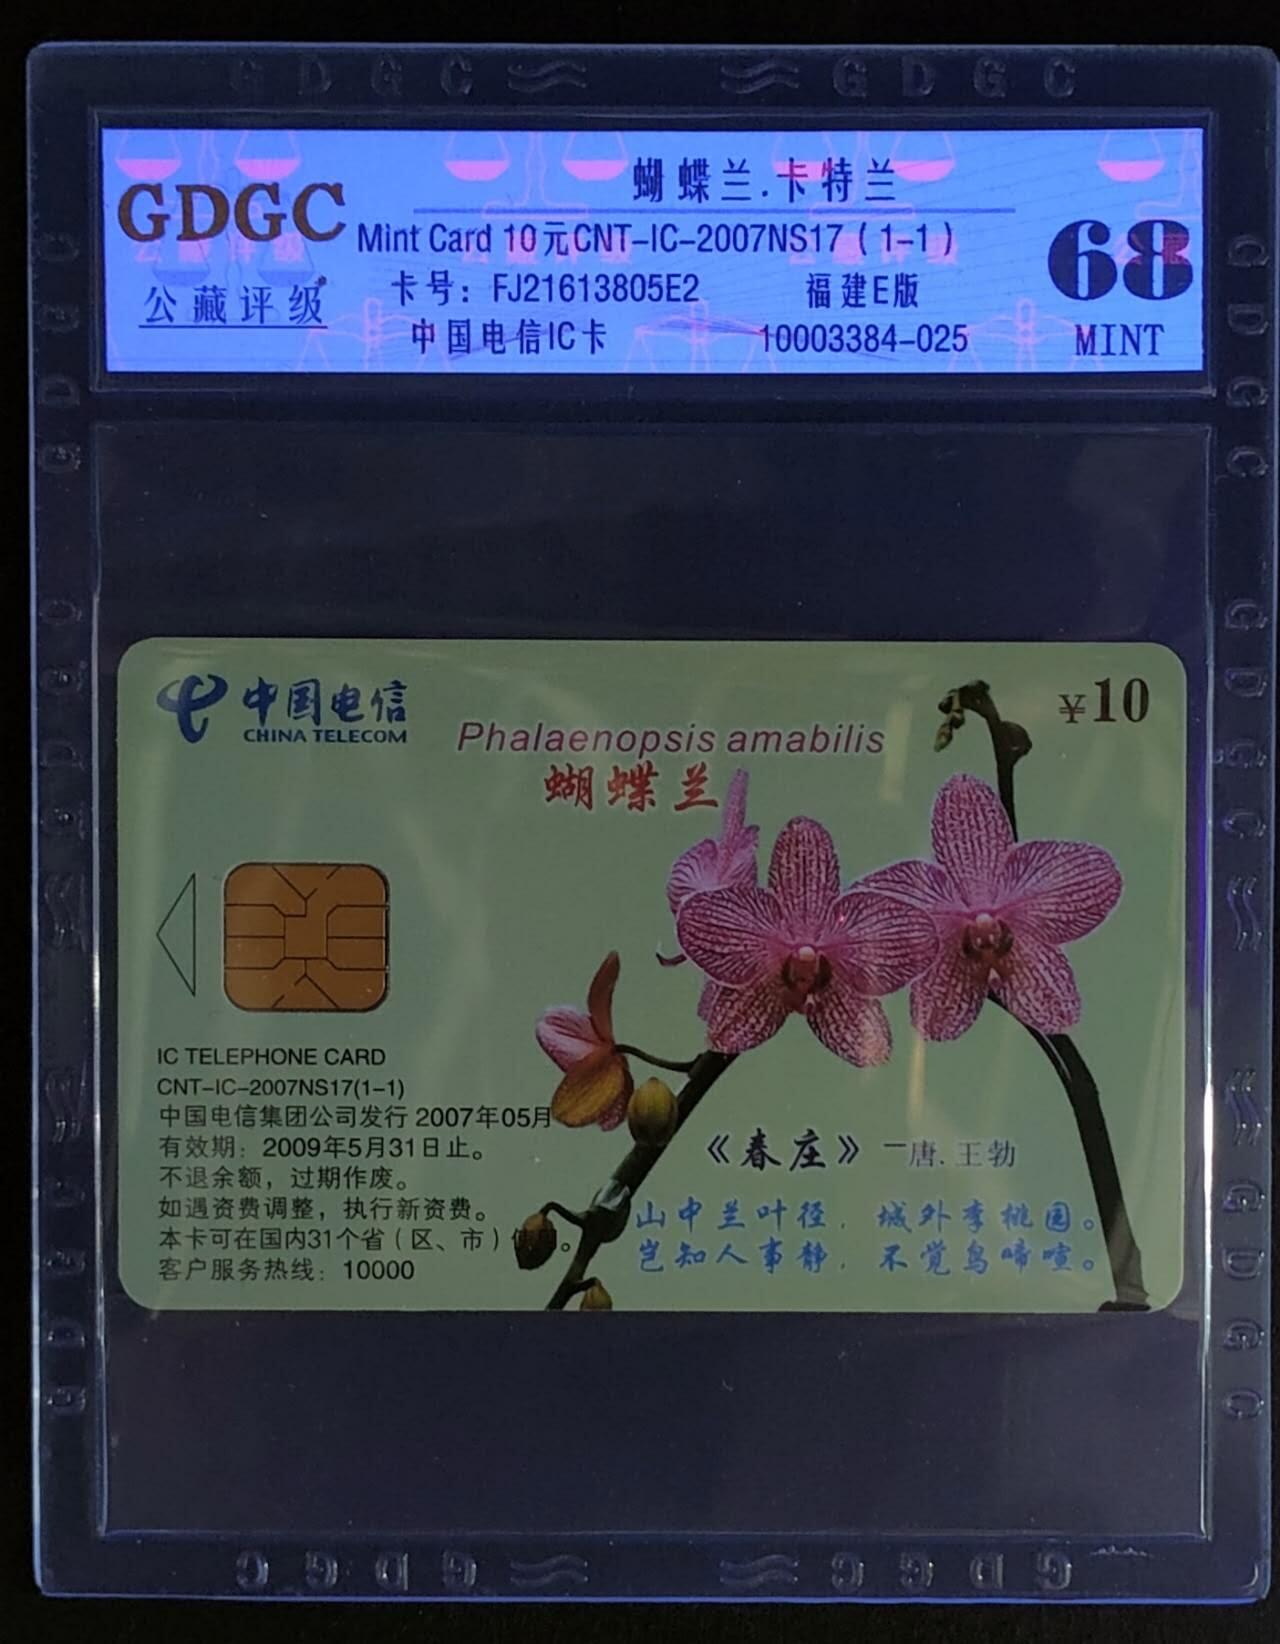 GDGC GDGC
蝴蝶兰.卡特兰
GDGC
公藏评级
Mint Card 10元CNT-IC-2007NS17(1-1)
卡号：FJ21613805E2 福建E版
中国电信IC卡 10003384-025
68
MINT
中国电信
CHINA TELECOM
Phalaenopsis amabilis
蝴蝶兰
¥10
IC TELEPHONE CARD
CNT-IC-2007NS17(1-1)
中国电信集团公司发行 2007年05月
有效期：2009年5月31日止。
不退余额，过期作废。
如遇资费调整，执行新资费。
本卡可在国内31个省（区、市）使 。
客户服务热线：10000
《春庄》 —唐.王勃
山中兰叶径，城外李桃园。
岂知人事静，不觉鸟啼喧。
GDGC GDGC